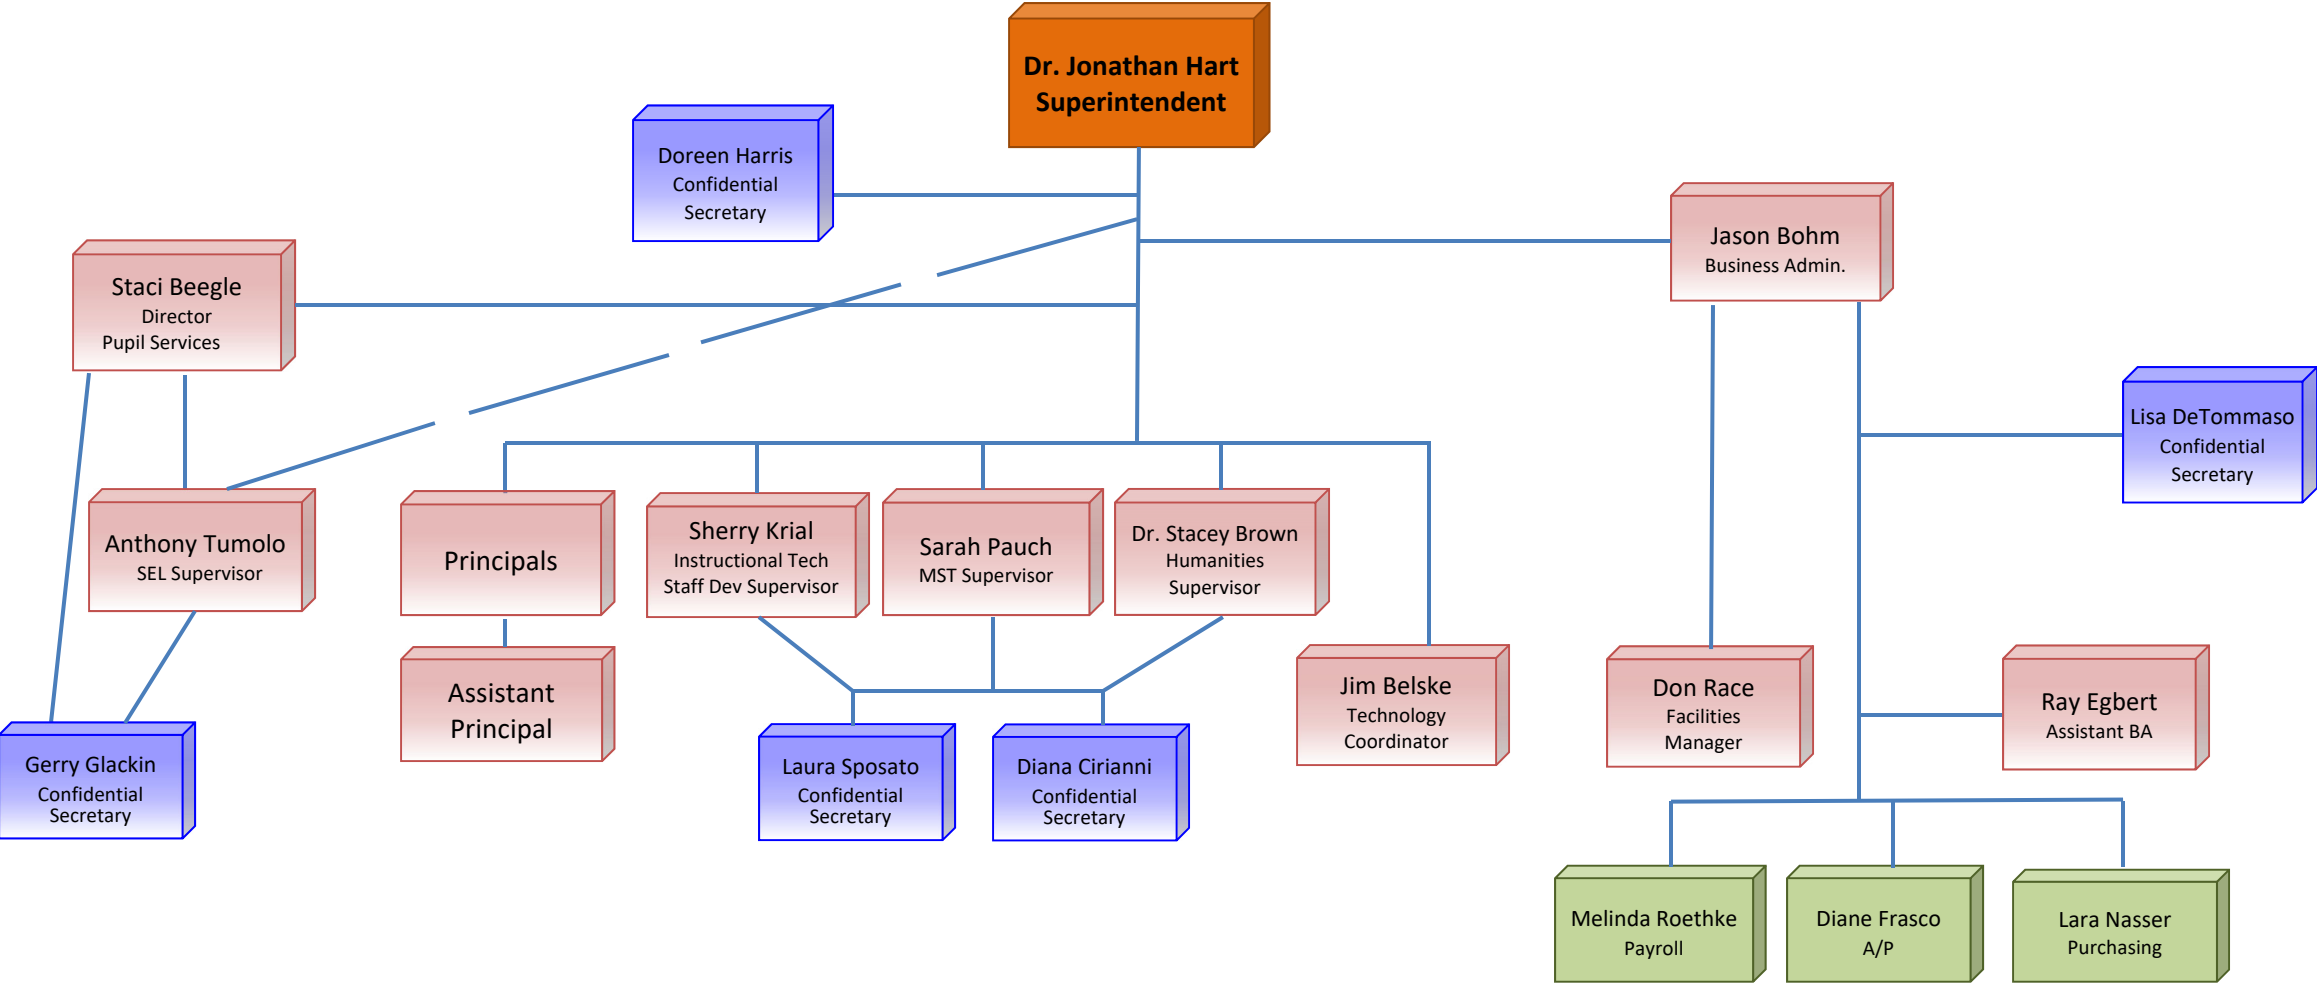 Dr. Jonathan Hart
Superintendent
Doreen Harris
Confidential
Secretary
Jason Bohm
Business Admin.
Staci Beegle
Director
Pupil Services
Lisa DeTommaso
Confidential
Secretary
Anthony Tumolo
SEL Supervisor
Principals
Sherry Krial
Instructional Tech
Staff Dev Supervisor
Sarah Pauch
MST Supervisor
Dr. Stacey Brown
Humanities
Supervisor
Assistant
Principal
Jim Belske
Technology
Coordinator
Don Race
Facilities
Manager
Ray Egbert
Assistant BA
Gerry Glackin
Confidential
Secretary
Laura Sposato
Confidential
Secretary
Diana Cirianni
Confidential
Secretary
Melinda Roethke
Payroll
Diane Frasco
A/P
Lara Nasser
Purchasing